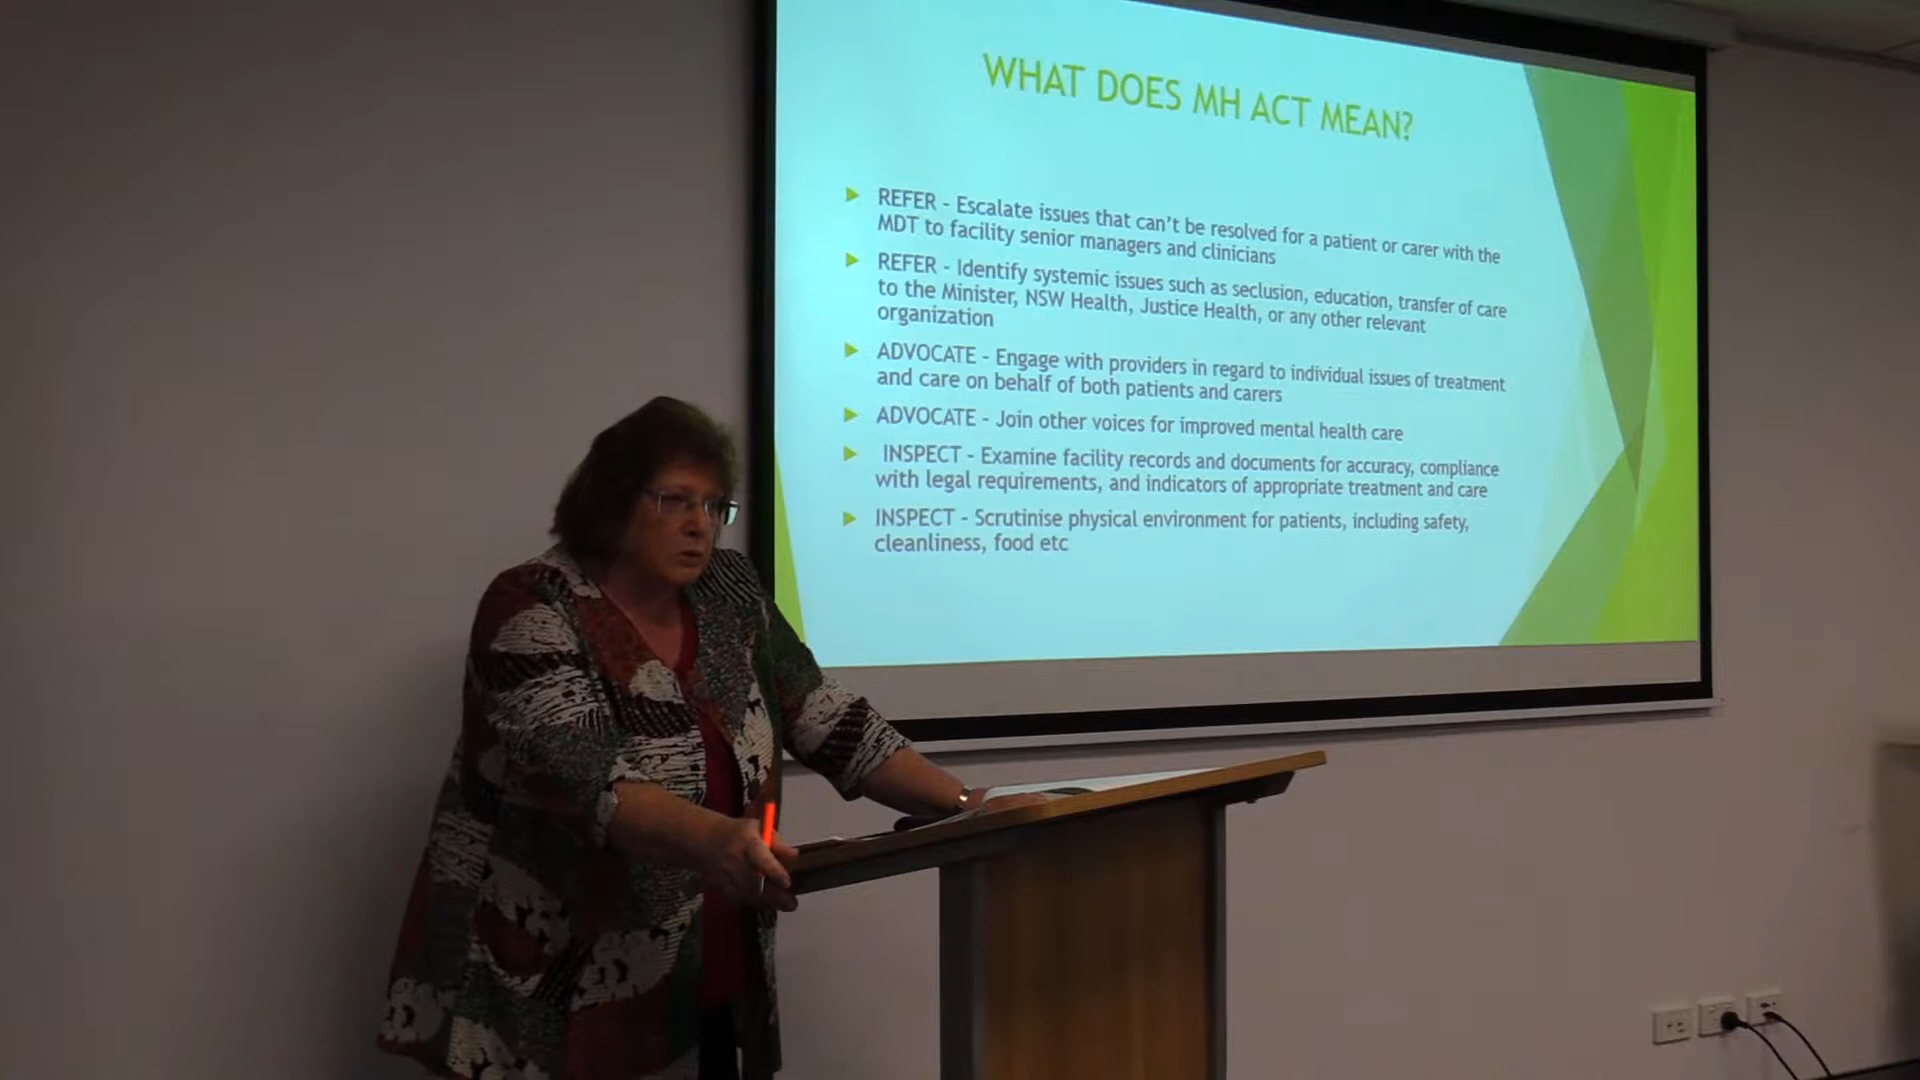 WHAT DOES MH ACT MEAN?
REFER - Escalate issues that can't be resolved for a patient or carer with the
MDT to facility senior managers and clinicians
REFER - Identify systemic issues such as seclusion, education, transfer of care
to the Minister, NSW Health, Justice Health, or any other relevant
organization
ADVOCATE - Engage with providers in regard to individual issues of treatment
and care on behalf of both patients and carers
ADVOCATE - Join other voices for improved mental health care
INSPECT - Examine facility records and documents for accuracy, compliance
with legal requirements, and indicators of appropriate treatment and care
INSPECT - Scrutinise physical environment for patients, including safety,
cleanliness, food etc